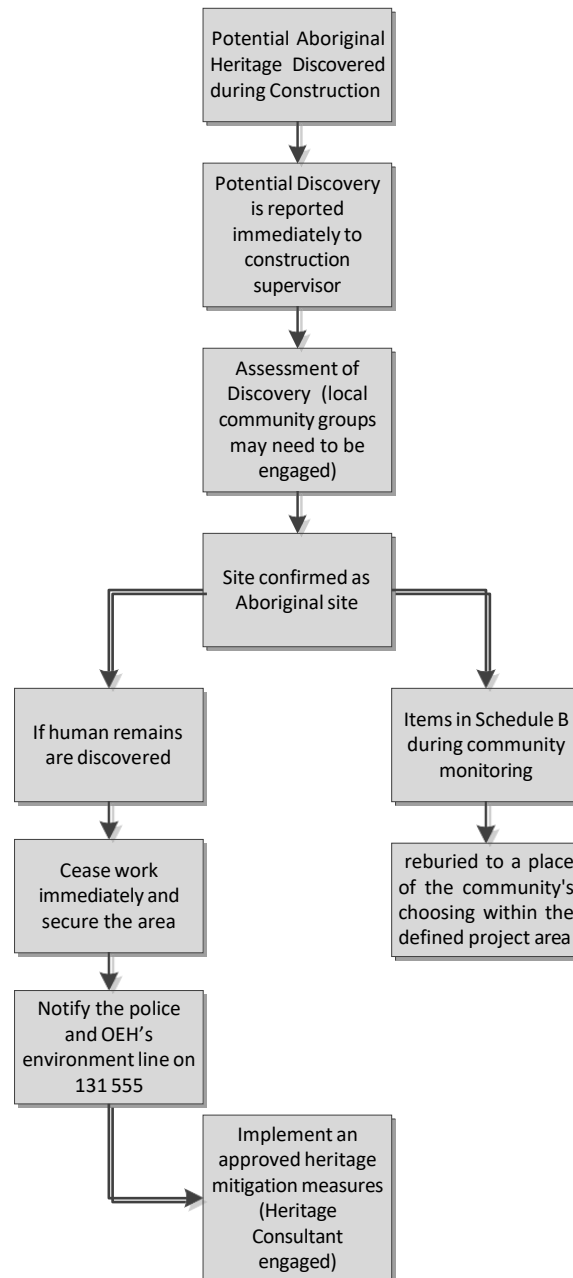 Potential Aboriginal
Heritage Discovered
during Construction
Potential Discovery
is reported
immediately to
construction
supervisor
Assessment of
Discovery (local
community groups
may need to be
engaged)
Site confirmed as
Aboriginal site
If human remains
are discovered
Cease work
immediately and
secure the area
Notify the police
and OEH’s
environment line on
131 555
Items in Schedule B
during community
monitoring
reburied to a place
of the community's
choosing within the
defined project area
Implement an
approved heritage
mitigation measures
(Heritage
Consultant
engaged)